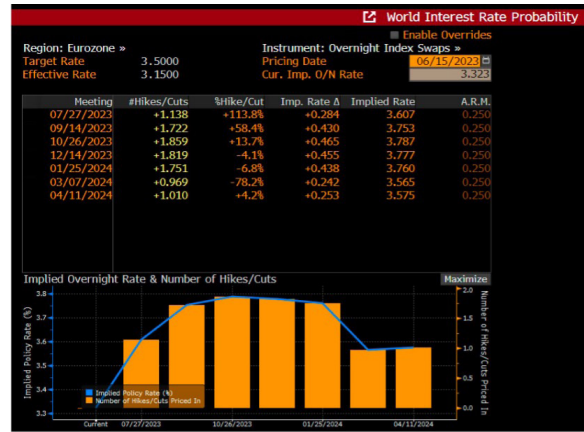 World Interest Rate Probability
Enable Overrides
Region: Eurozone » Instrument: Overnight Index Swaps »
Target Rate 3.5000 Pricing Date 06/15/2023
Effective Rate 3.1500 Cur. Imp. O/N Rate 3.323
Meeting #Hikes/Cuts %Hike/Cut Imp. Rate Δ Implied Rate A.R.M.
07/27/2023 +1.138 +113.8% +0.284 3.607 0.250
09/14/2023 +1.722 +58.4% +0.430 3.753 0.250
10/26/2023 +1.859 +13.7% +0.465 3.787 0.250
12/14/2023 +1.819 -4.1% +0.455 3.777 0.250
01/25/2024 +1.751 -6.8% +0.438 3.760 0.250
03/07/2024 +0.969 -78.2% +0.242 3.565 0.250
04/11/2024 +1.010 +4.2% +0.253 3.575 0.250
Implied Overnight Rate & Number of Hikes/Cuts Maximize
Implied Policy Rate (%)
3.8
3.7
3.6
3.5
3.4
3.3
2.0
1.5
1.0
0.5
0.0
Number of Hikes/Cuts Priced In
Implied Policy Rate (%)
Number of Hikes/Cuts Priced In
Current 07/27/2023 10/26/2023 01/25/2024 04/11/2024